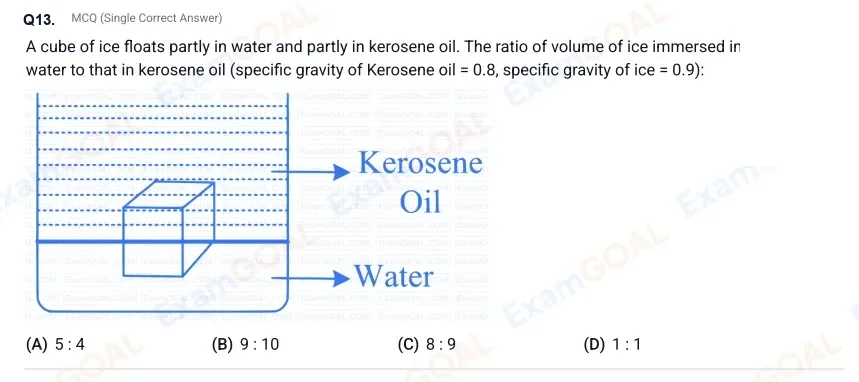 Q13. MCQ (Single Correct Answer)
A cube of ice floats partly in water and partly in kerosene oil. The ratio of volume of ice immersed in
water to that in kerosene oil (specific gravity of Kerosene oil = 0.8, specific gravity of ice = 0.9):
Kerosene
Oil
Water
(A) 5 : 4 (B) 9 : 10 (C) 8 : 9 (D) 1 : 1
ExamGOAL